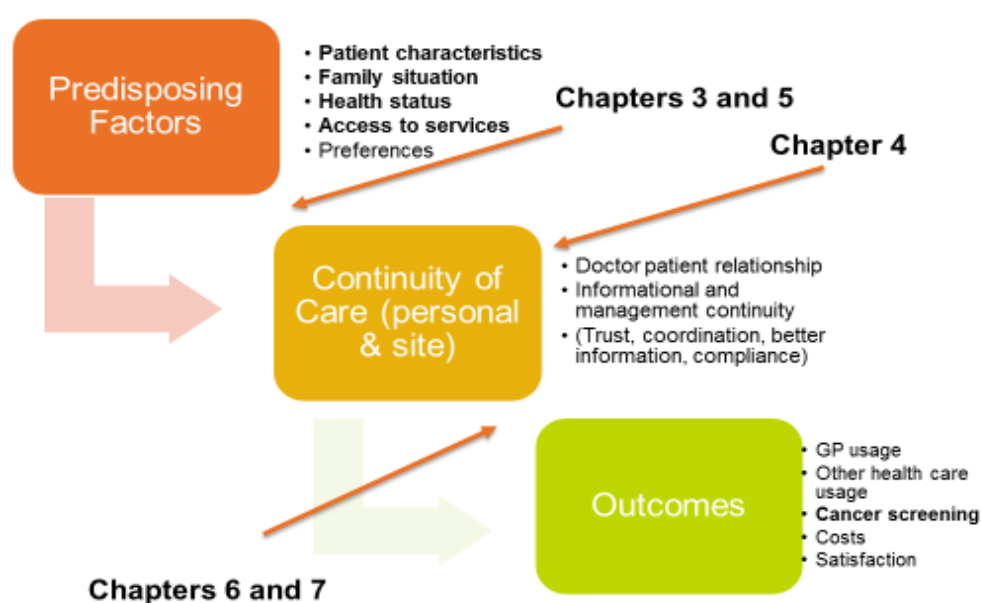 Predisposing
Factors
• Patient characteristics
• Family situation
• Health status
• Access to services
• Preferences
Chapters 3 and 5
Chapter 4
Continuity of
Care (personal
& site)
• Doctor patient relationship
• Informational and
management continuity
• (Trust, coordination, better
information, compliance)
Outcomes
• GP usage
• Other health care
usage
• Cancer screening
• Costs
• Satisfaction
Chapters 6 and 7